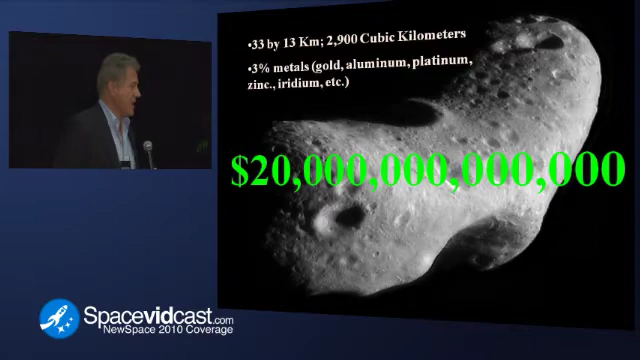 •33 by 13 Km; 2,900 Cubic Kilometers
•3% metals (gold, aluminum, platinum,
zinc., iridium, etc.)
$20,000,000,000,000
Spacevidcast.com
NewSpace 2010 Coverage